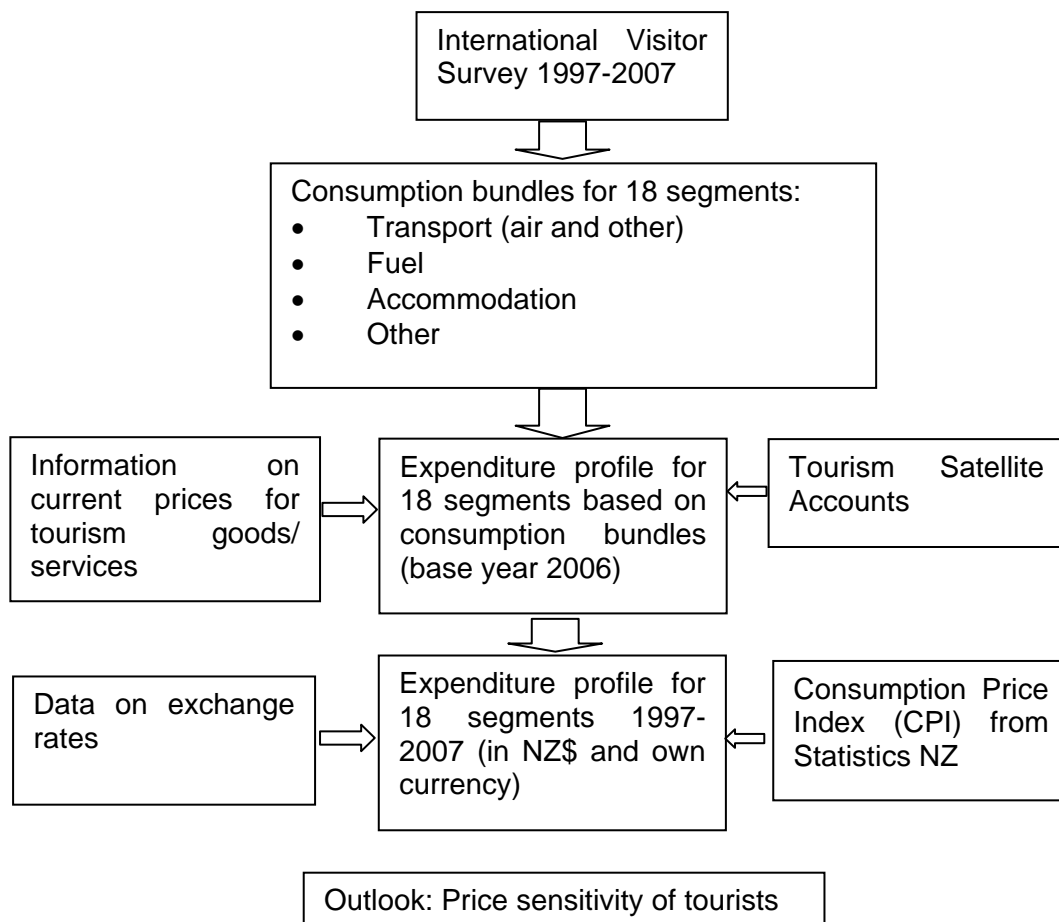 International Visitor
Survey 1997-2007
Consumption bundles for 18 segments:
• Transport (air and other)
• Fuel
• Accommodation
• Other
Information on
current prices for
tourism goods/
services
Expenditure profile for
18 segments based on
consumption bundles
(base year 2006)
Tourism Satellite
Accounts
Data on exchange
rates
Expenditure profile for
18 segments 1997-
2007 (in NZ$ and own
currency)
Consumption Price
Index (CPI) from
Statistics NZ
Outlook: Price sensitivity of tourists